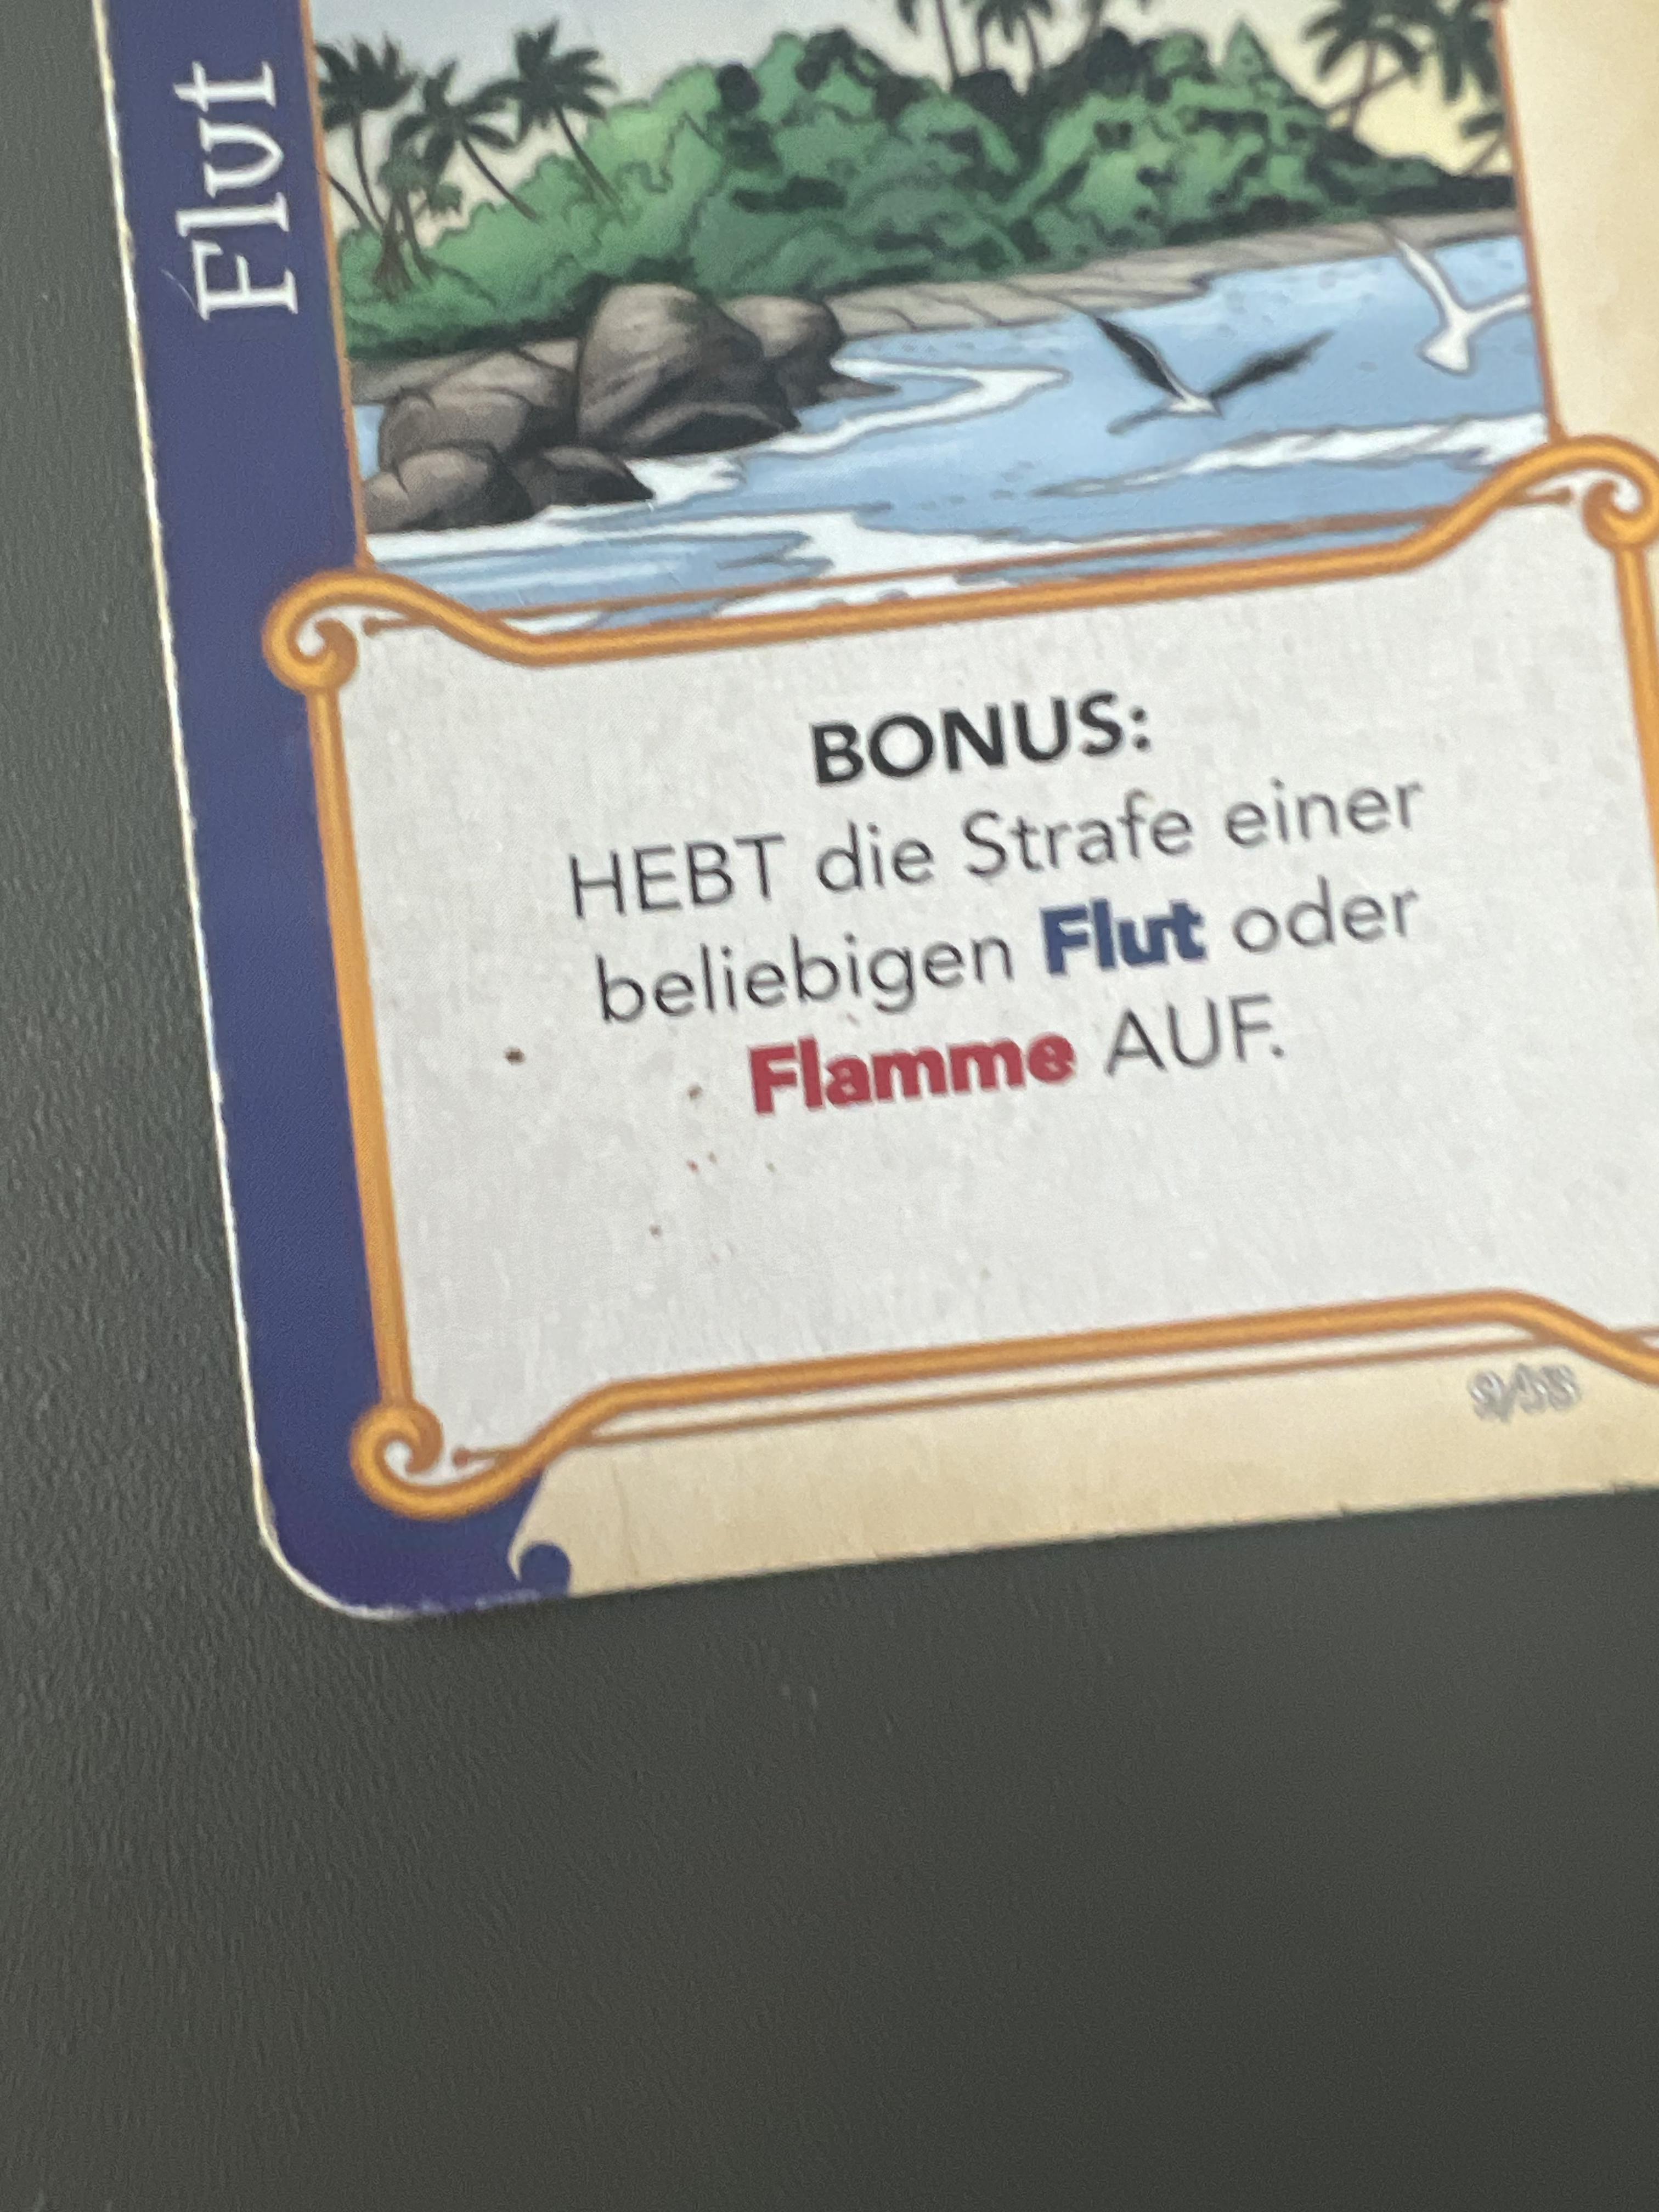 Flut
BONUS:
HEBT die Strafe einer
beliebigen Flut oder
Flamme AUF.